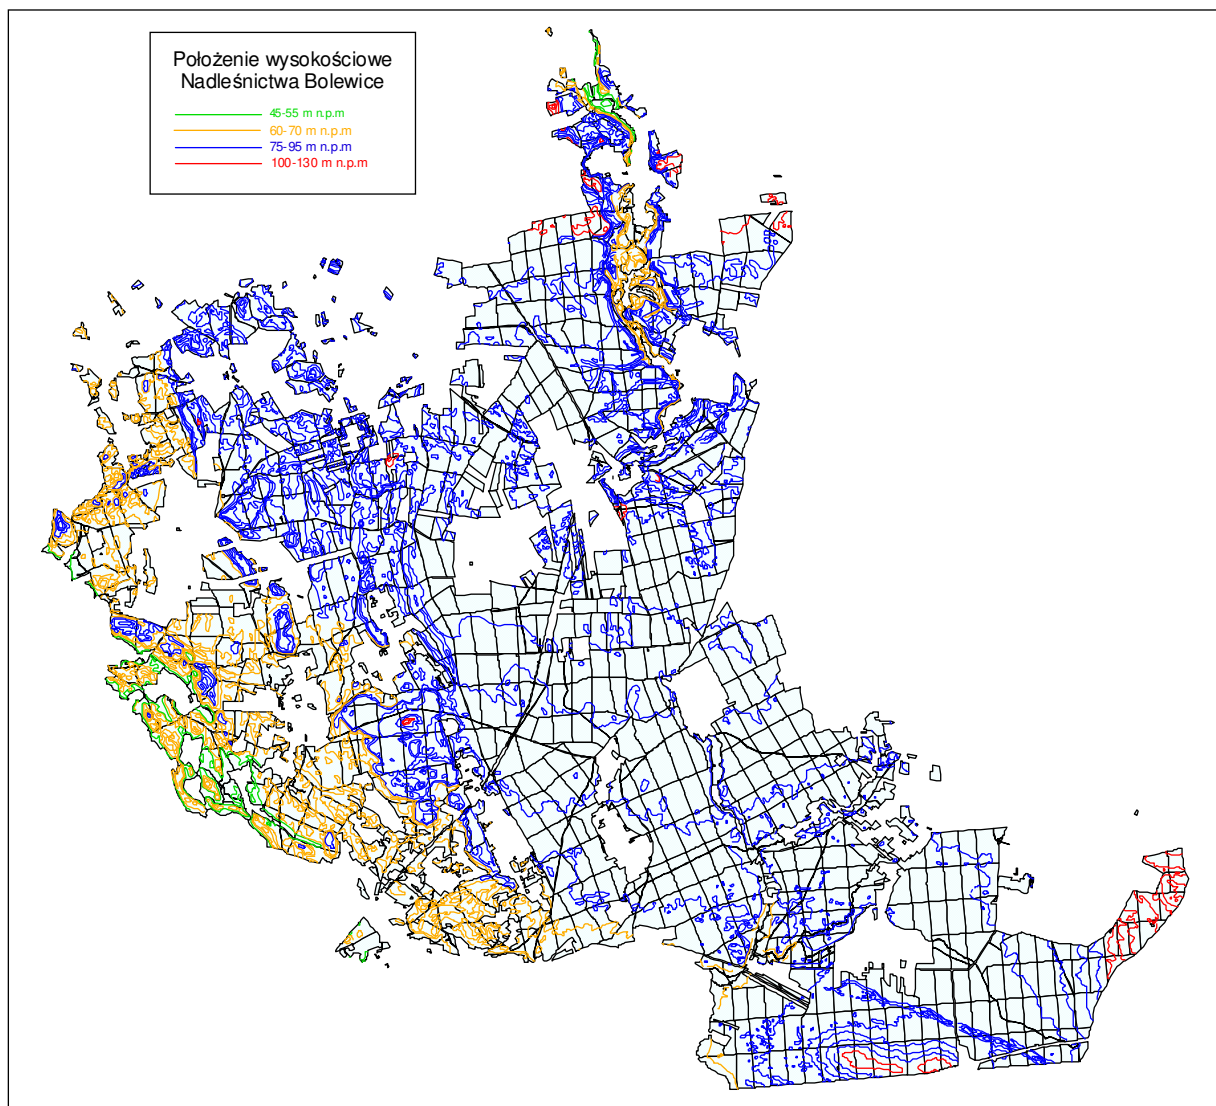 Położenie wysokościowe
Nadleśnictwa Bolewice
45-55 m n.p.m
60-70 m n.p.m
75-95 m n.p.m
100-130 m n.p.m